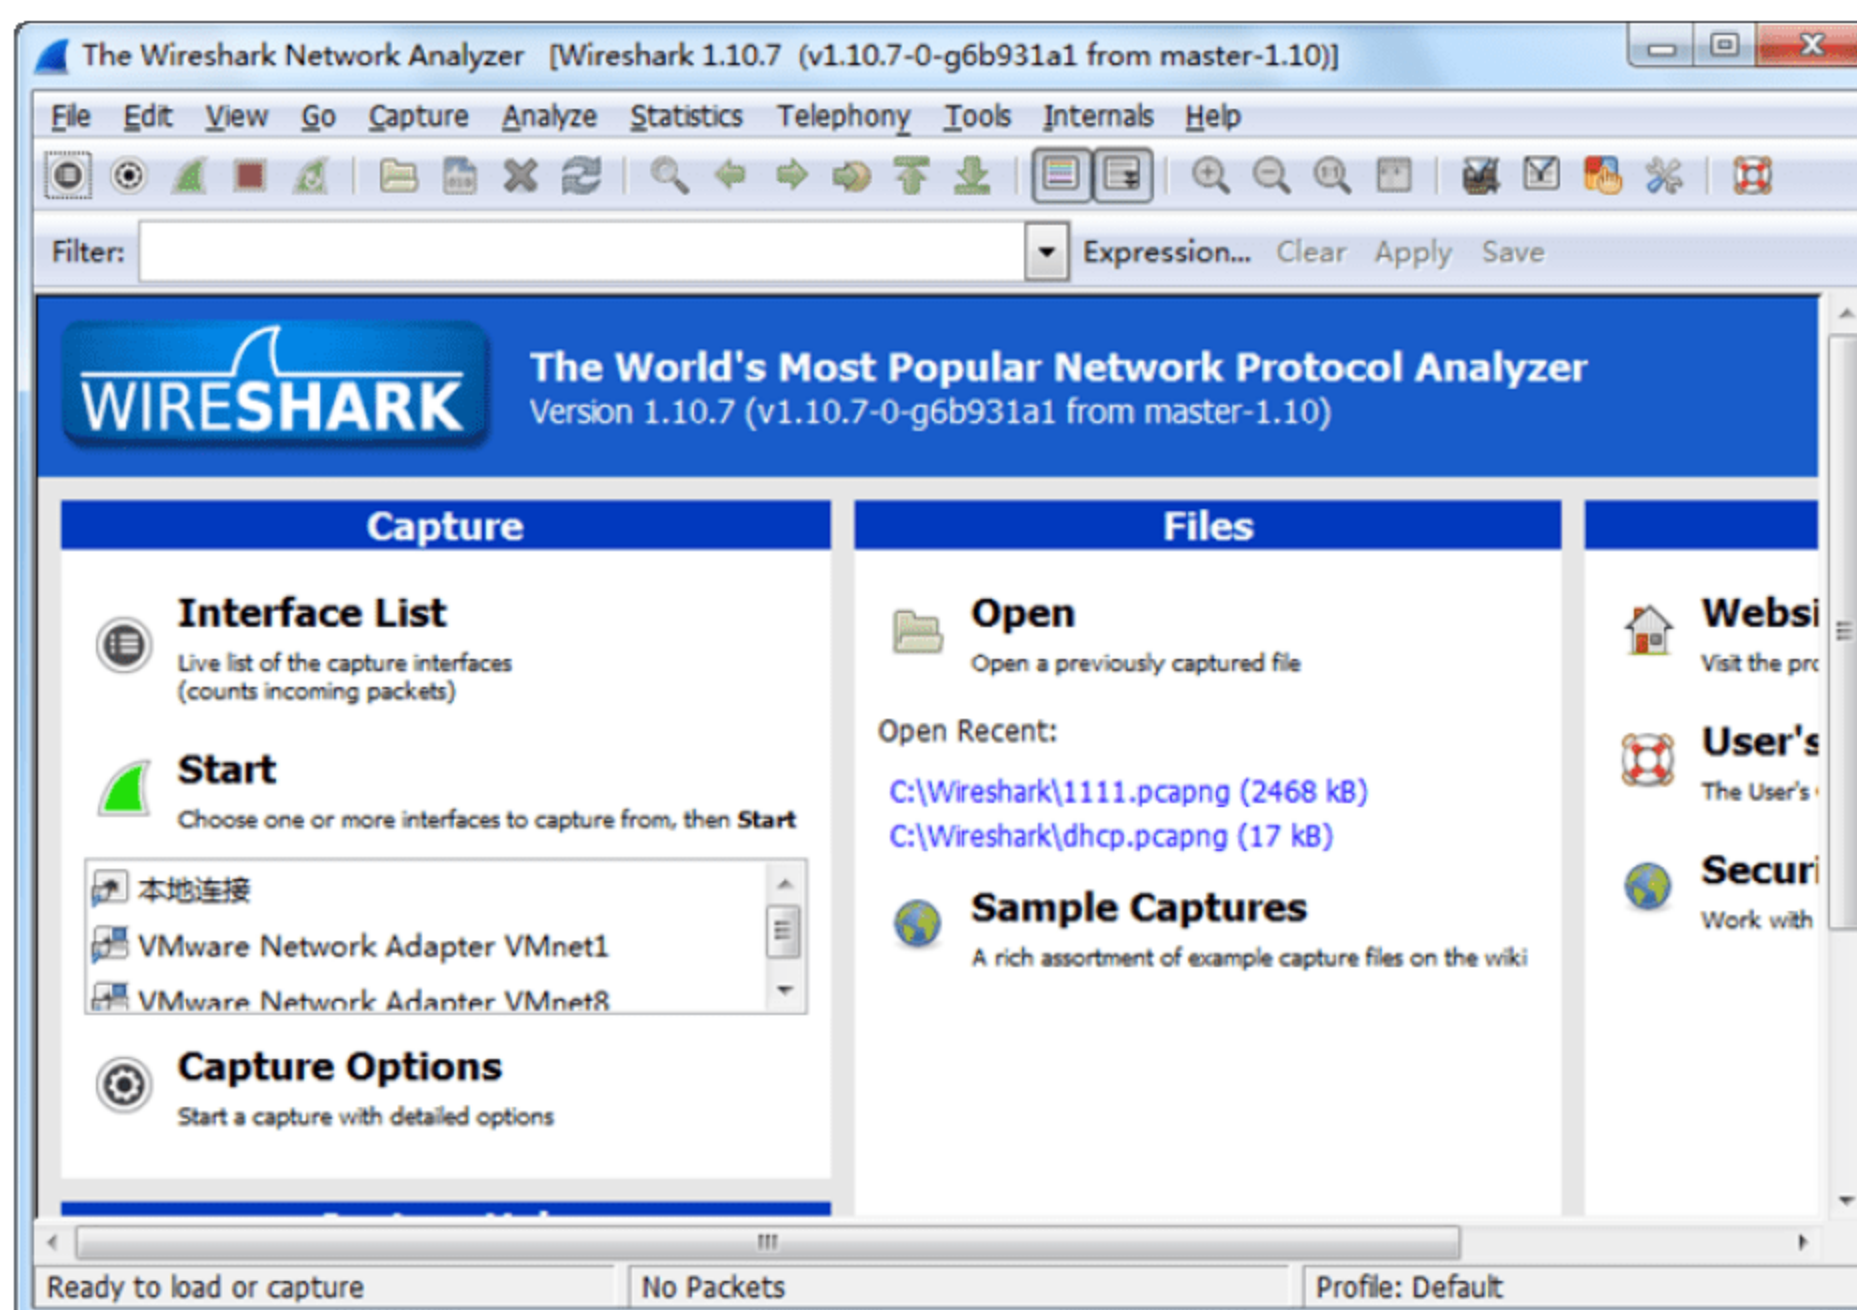 The Wireshark Network Analyzer [Wireshark 1.10.7 (v1.10.7-0-g6b931a1 from master-1.10)]
File Edit View Go Capture Analyze Statistics Telephony Tools Internals Help
Filter: Expression... Clear Apply Save
WIRESHARK
The World's Most Popular Network Protocol Analyzer
Version 1.10.7 (v1.10.7-0-g6b931a1 from master-1.10)
Capture
Interface List
Live list of the capture interfaces
(counts incoming packets)
Start
Choose one or more interfaces to capture from, then Start
本地连接
VMware Network Adapter VMnet1
VMware Network Adapter VMnet8
Capture Options
Start a capture with detailed options
Files
Open
Open a previously captured file
Open Recent:
C:\Wireshark\1111.pcapng (2468 kB)
C:\Wireshark\dhcp.pcapng (17 kB)
Sample Captures
A rich assortment of example capture files on the wiki
Websi
Visit the pro
User's
The User's
Securi
Work with
Ready to load or capture
No Packets
Profile: Default